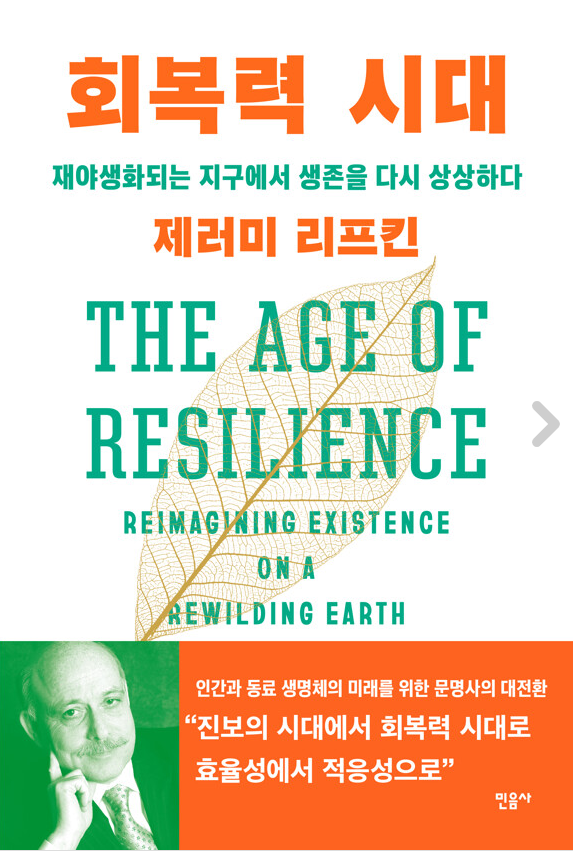 회복력 시대
재야생화되는 지구에서 생존을 다시 상상하다
제러미 리프킨
THE AGE OF
RESILIENCE
REIMAGINING EXISTENCE
ON A
REWILDING EARTH
인간과 동료 생명체의 미래를 위한 문명사의 대전환
“진보의 시대에서 회복력 시대로
효율성에서 적응성으로”
민음사